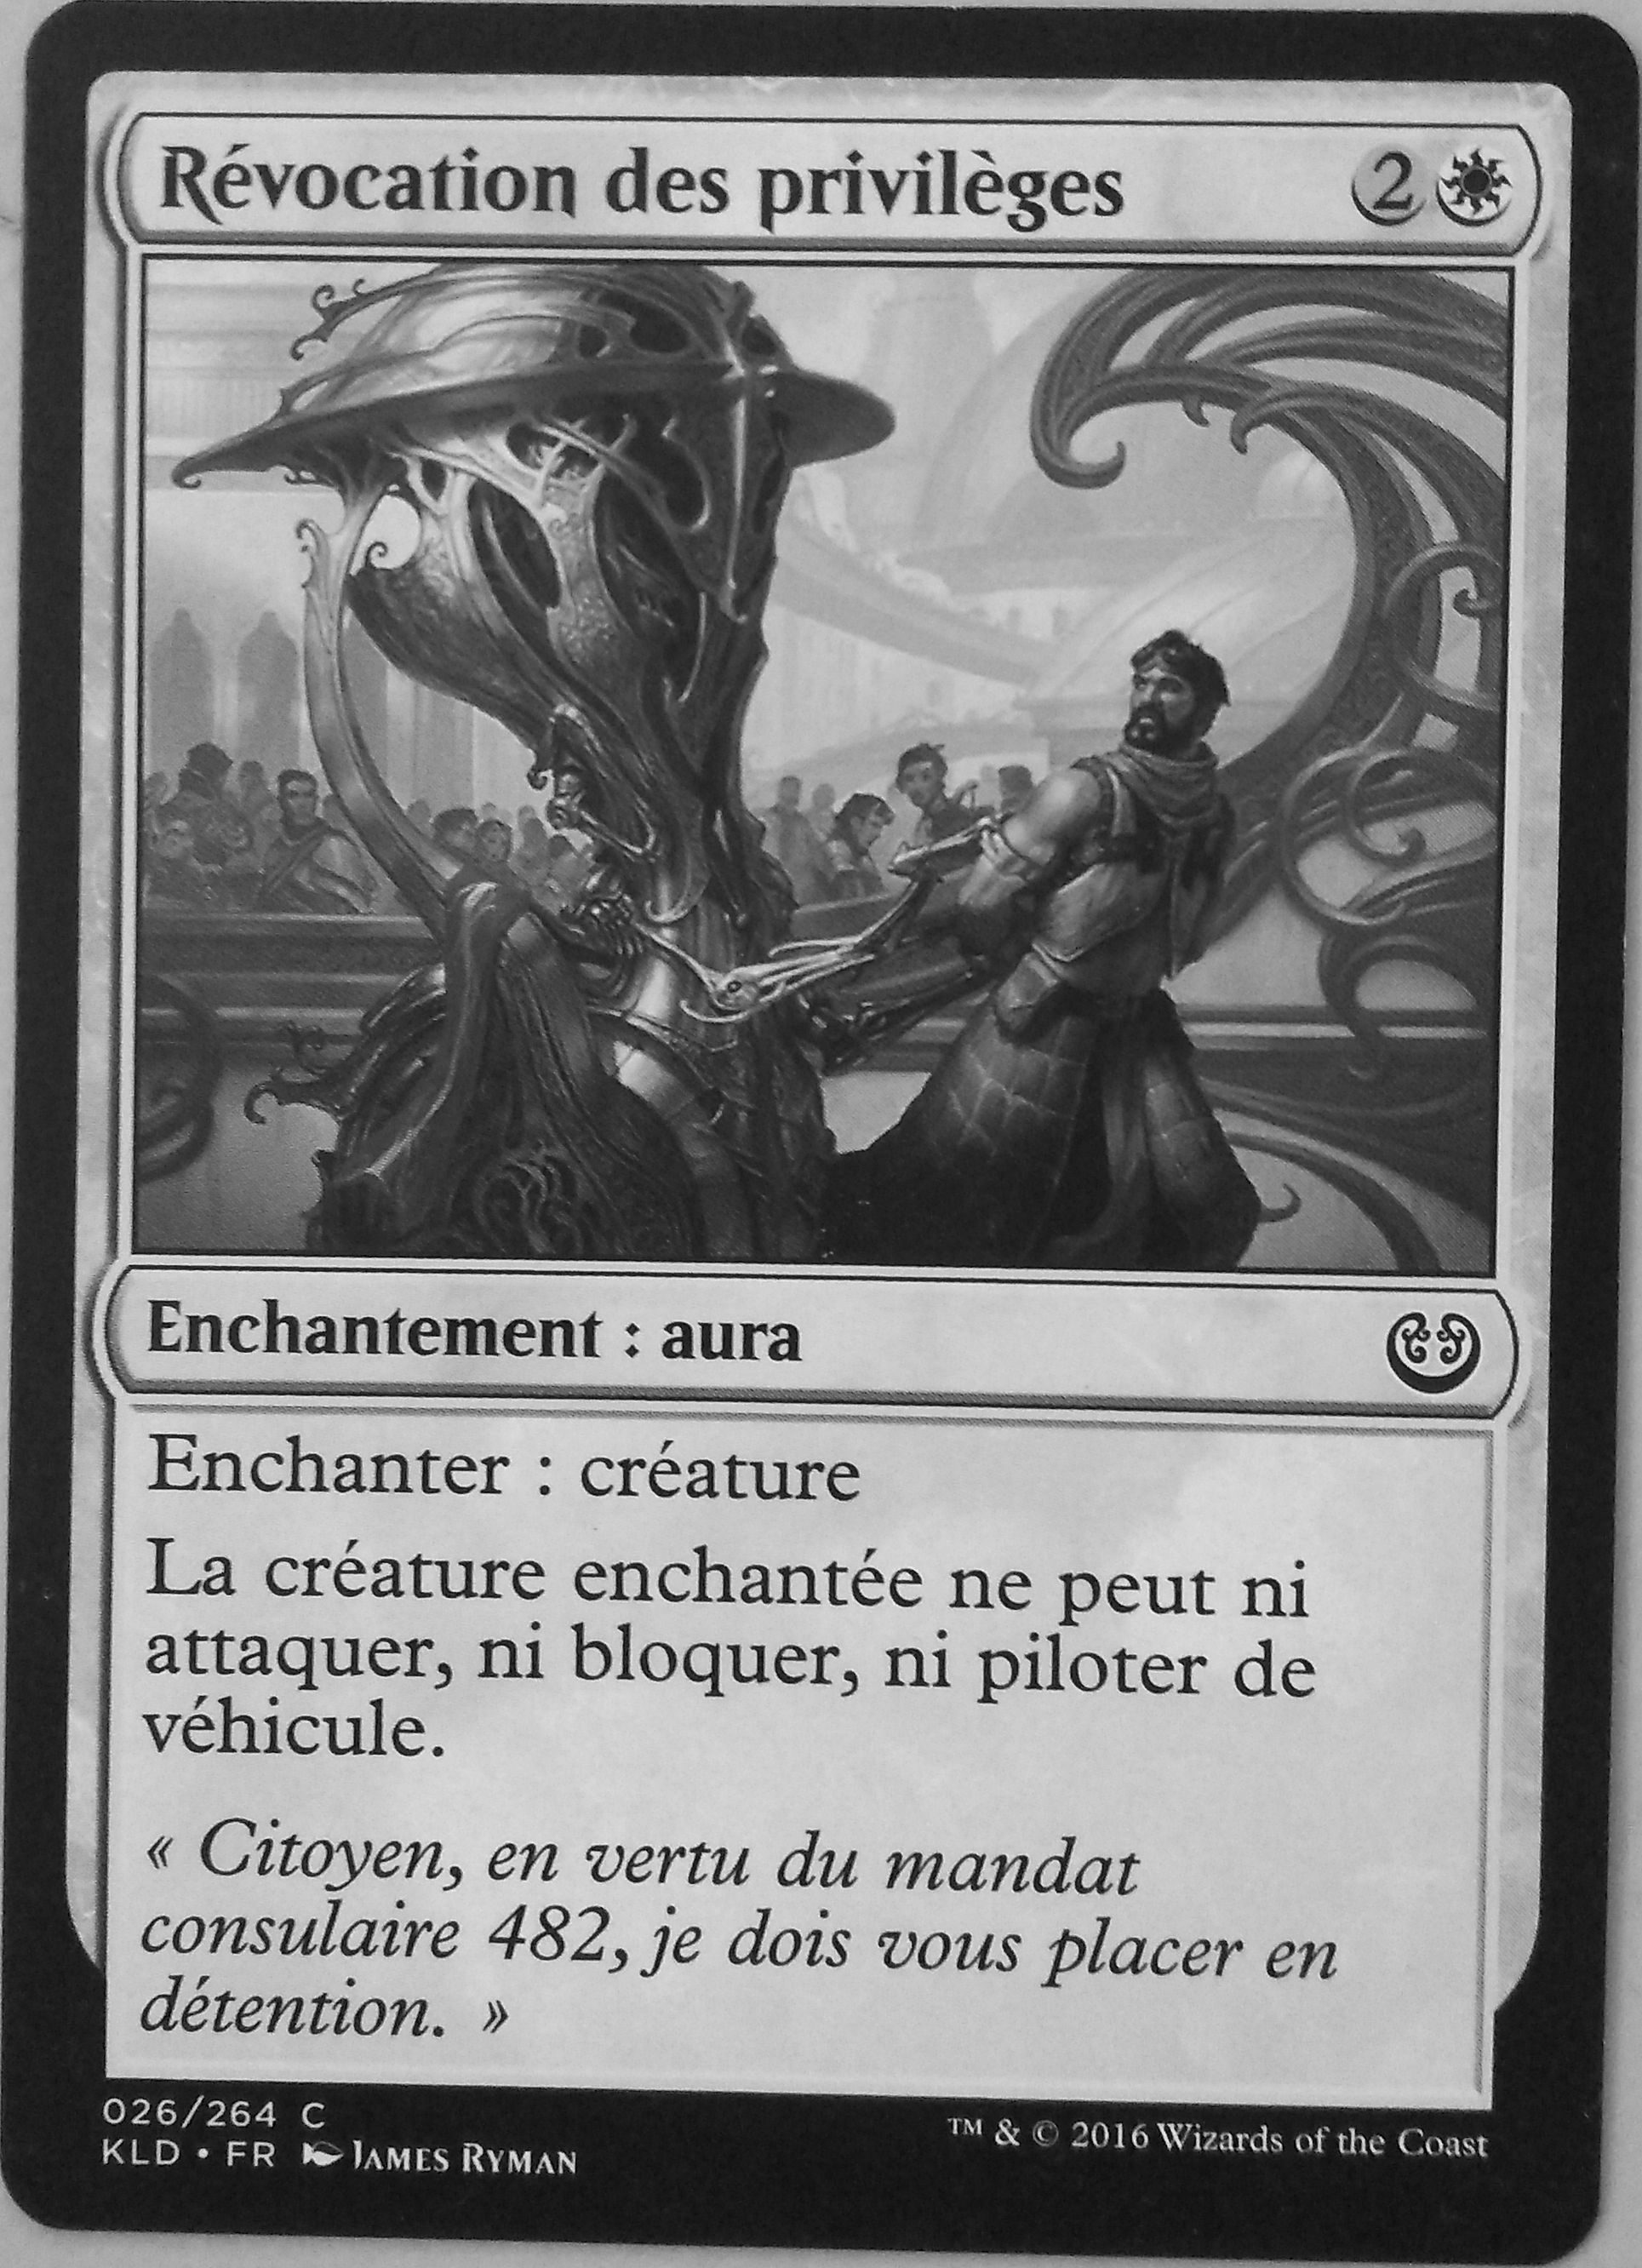 Révocation des privilèges 2
Enchantement : aura
Enchanter : créature
La créature enchantée ne peut ni
attaquer, ni bloquer, ni piloter de
véhicule.
« Citoyen, en vertu du mandat
consulaire 482, je dois vous placer en
détention. »
026/264 C
KLD • FR JAMES RYMAN
™ & © 2016 Wizards of the Coast